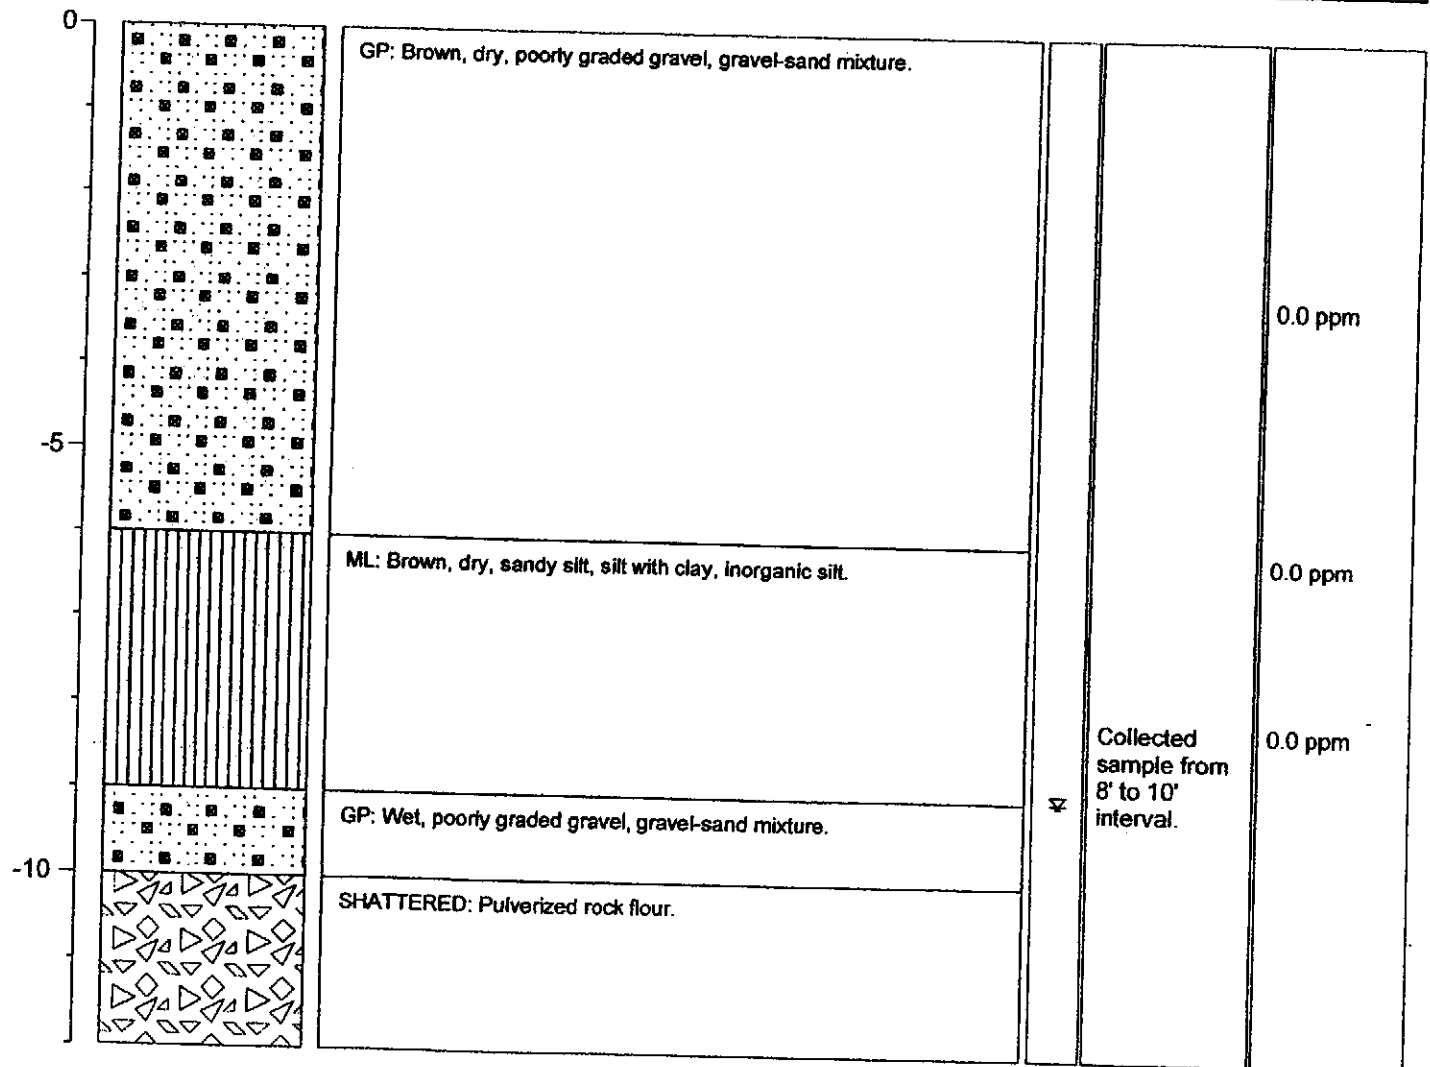 0
GP: Brown, dry, poorly graded gravel, gravel-sand mixture.
0.0 ppm
-5
ML: Brown, dry, sandy silt, silt with clay, inorganic silt.
0.0 ppm
Collected
sample from
8' to 10'
interval.
0.0 ppm
GP: Wet, poorly graded gravel, gravel-sand mixture.
-10
SHATTERED: Pulverized rock flour.